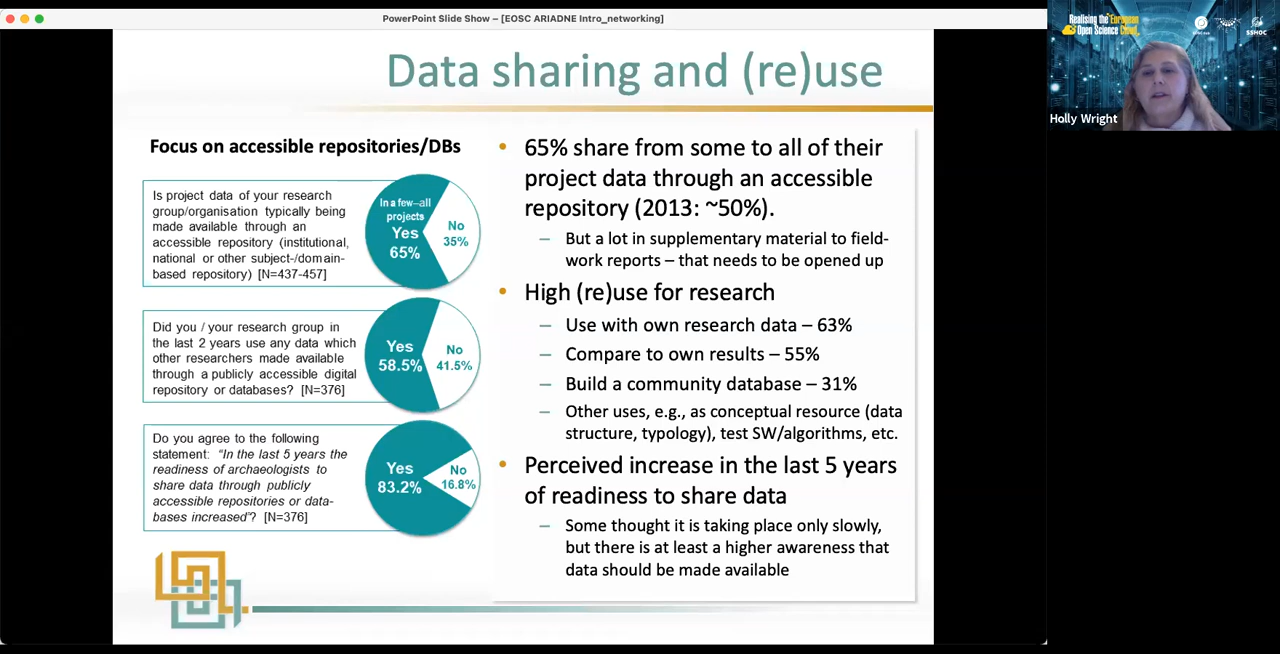 PowerPoint Slide Show – [EOSC ARIADNE Intro_networking]
Data sharing and (re)use
Focus on accessible repositories/DBs
Is project data of your research
group/organisation typically being
made available through an
accessible repository (institutional,
national or other subject-/domain-
based repository) [N=437-457]
In a few–all
projects
Yes
65%
No
35%
Did you / your research group in
the last 2 years use any data which
other researchers made available
through a publicly accessible digital
repository or databases? [N=376]
Yes
58.5%
No
41.5%
Do you agree to the following
statement: “In the last 5 years the
readiness of archaeologists to
share data through publicly
accessible repositories or data-
bases increased”? [N=376]
Yes
83.2%
No
16.8%
• 65% share from some to all of their
project data through an accessible
repository (2013: ~50%).
– But a lot in supplementary material to field-
work reports – that needs to be opened up
• High (re)use for research
– Use with own research data – 63%
– Compare to own results – 55%
– Build a community database – 31%
– Other uses, e.g., as conceptual resource (data
structure, typology), test SW/algorithms, etc.
• Perceived increase in the last 5 years
of readiness to share data
– Some thought it is taking place only slowly,
but there is at least a higher awareness that
data should be made available
Realising the European
Open Science Cloud
SSHOC
Holly Wright